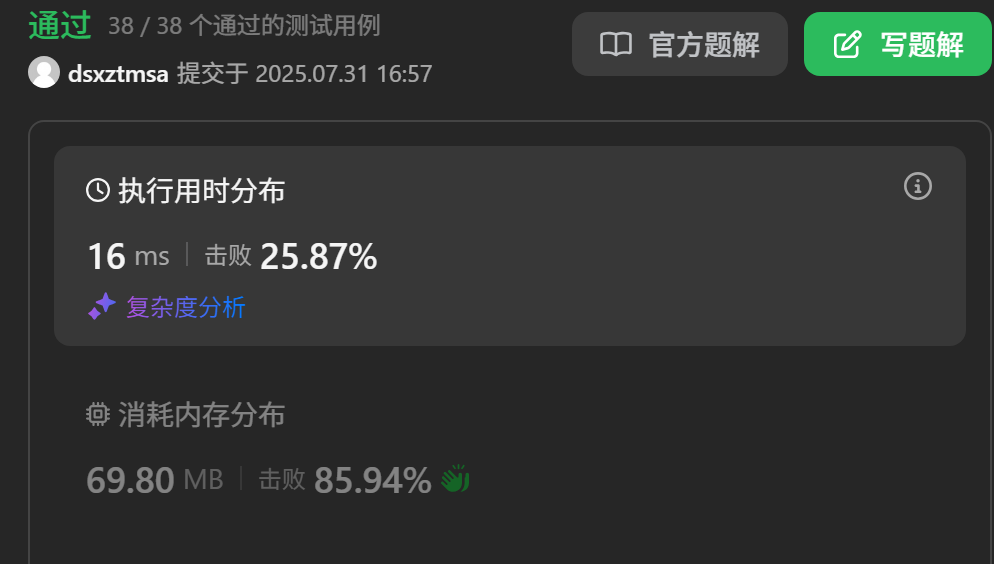 通过 38 / 38 个通过的测试用例
官方题解
写题解
dsxztmsa 提交于 2025.07.31 16:57
执行用时分布
16 ms 击败 25.87%
复杂度分析
消耗内存分布
69.80 MB 击败 85.94%